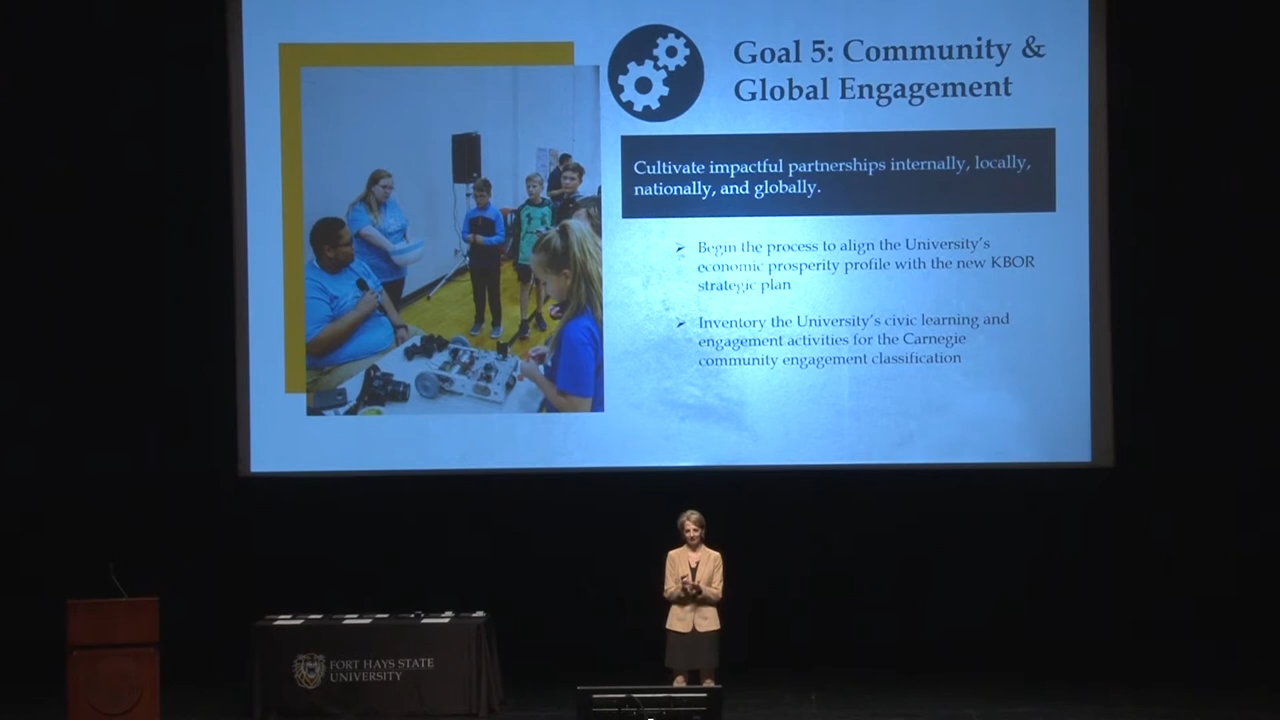 Goal 5: Community &
Global Engagement
Cultivate impactful partnerships internally, locally,
nationally, and globally.
Begin the process to align the University's
economic prosperity profile with the new KBOR
strategic plan
Inventory the University's civic learning and
engagement activities for the Carnegie
community engagement classification
FORT HAYS STATE
UNIVERSITY